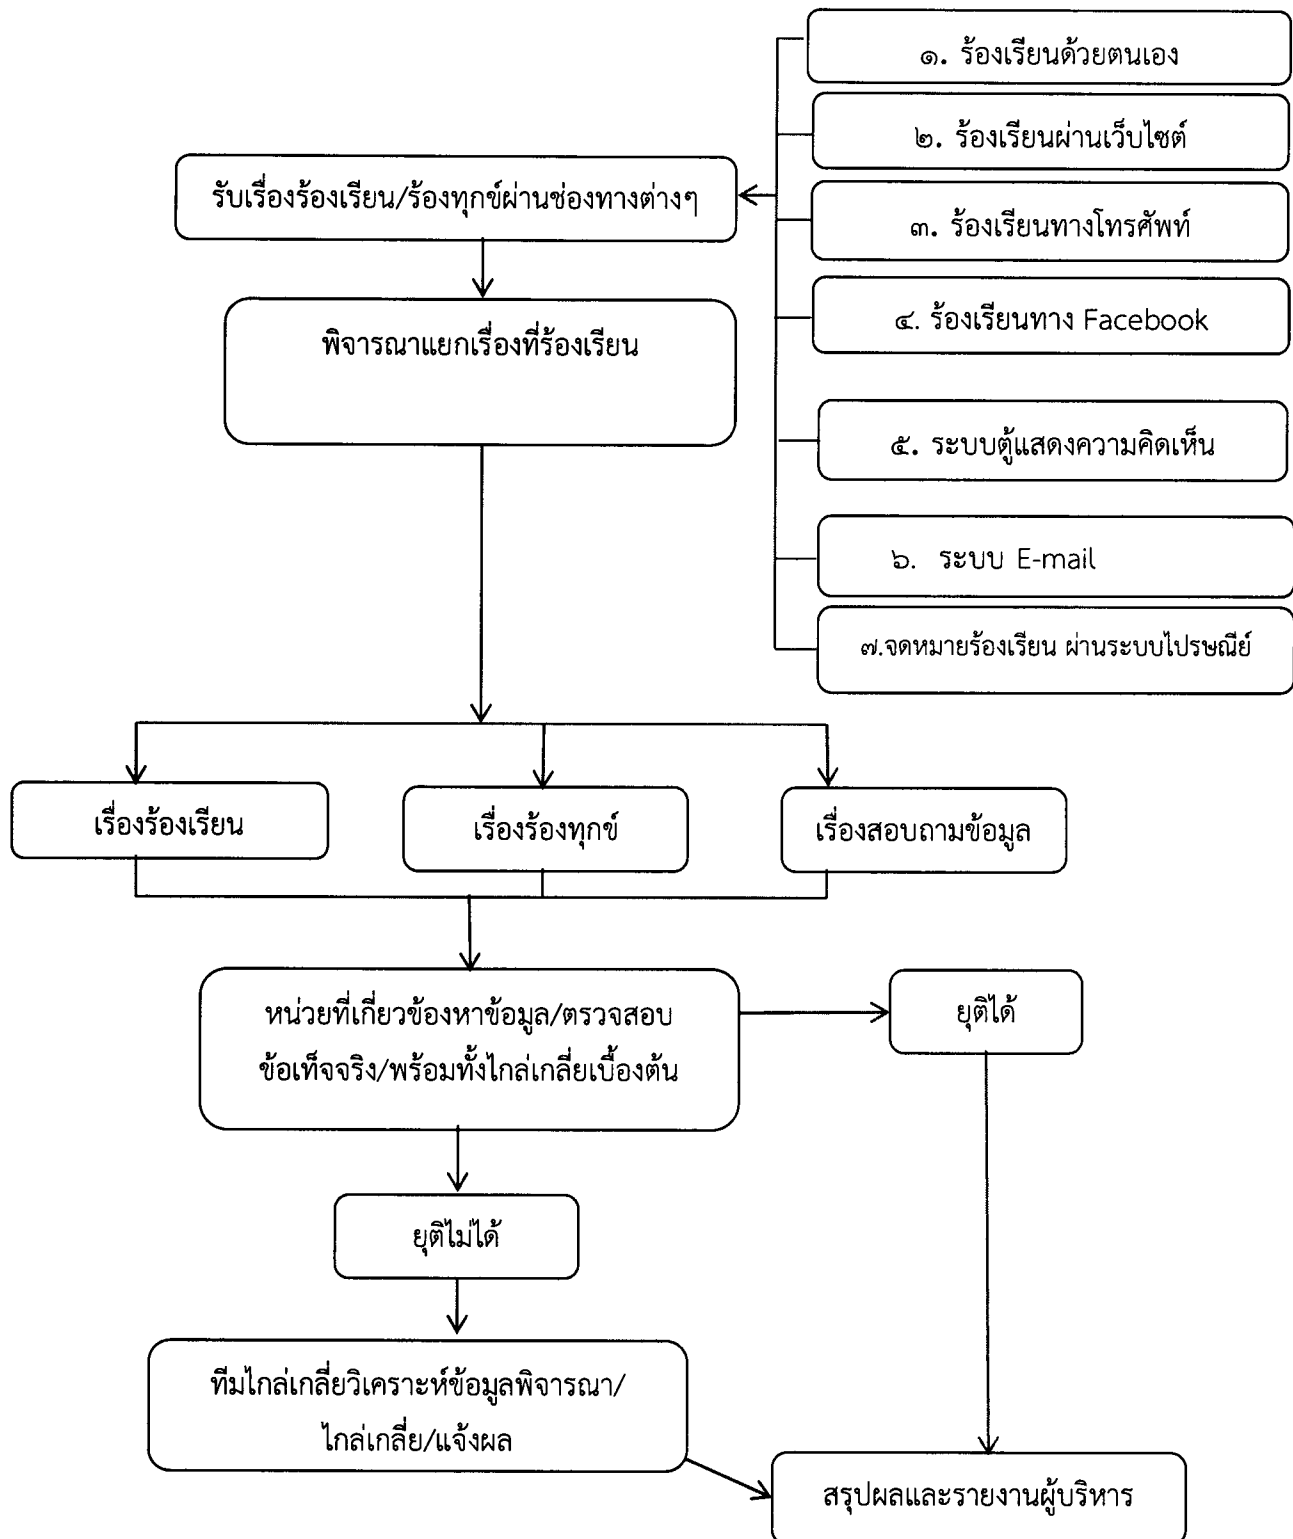 ๑. ร้องเรียนด้วยตนเอง
๒. ร้องเรียนผ่านเว็บไซต์
รับเรื่องร้องเรียน/ร้องทุกข์ผ่านช่องทางต่างๆ
๓. ร้องเรียนทางโทรศัพท์
๔. ร้องเรียนทาง Facebook
พิจารณาแยกเรื่องที่ร้องเรียน
๕. ระบบตู้แสดงความคิดเห็น
๖. ระบบ E-mail
๗.จดหมายร้องเรียน ผ่านระบบไปรษณีย์
เรื่องร้องเรียน
เรื่องร้องทุกข์
เรื่องสอบถามข้อมูล
หน่วยที่เกี่ยวข้องหาข้อมูล/ตรวจสอบ
ข้อเท็จจริง/พร้อมทั้งไกล่เกลี่ยเบื้องต้น
ยุติได้
ยุติไม่ได้
ทีมไกล่เกลี่ยวิเคราะห์ข้อมูลพิจารณา/
ไกล่เกลี่ย/แจ้งผล
สรุปผลและรายงานผู้บริหาร